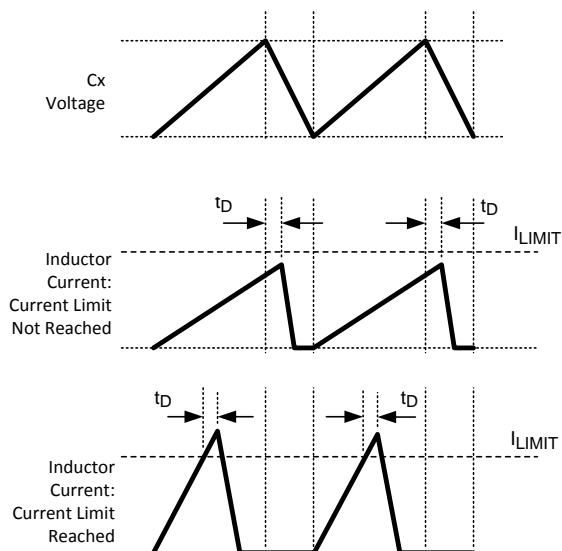 Cx
Voltage
tD
tD
ILIMIT
Inductor
Current:
Current Limit
Not Reached
tD
tD
ILIMIT
Inductor
Current:
Current Limit
Reached